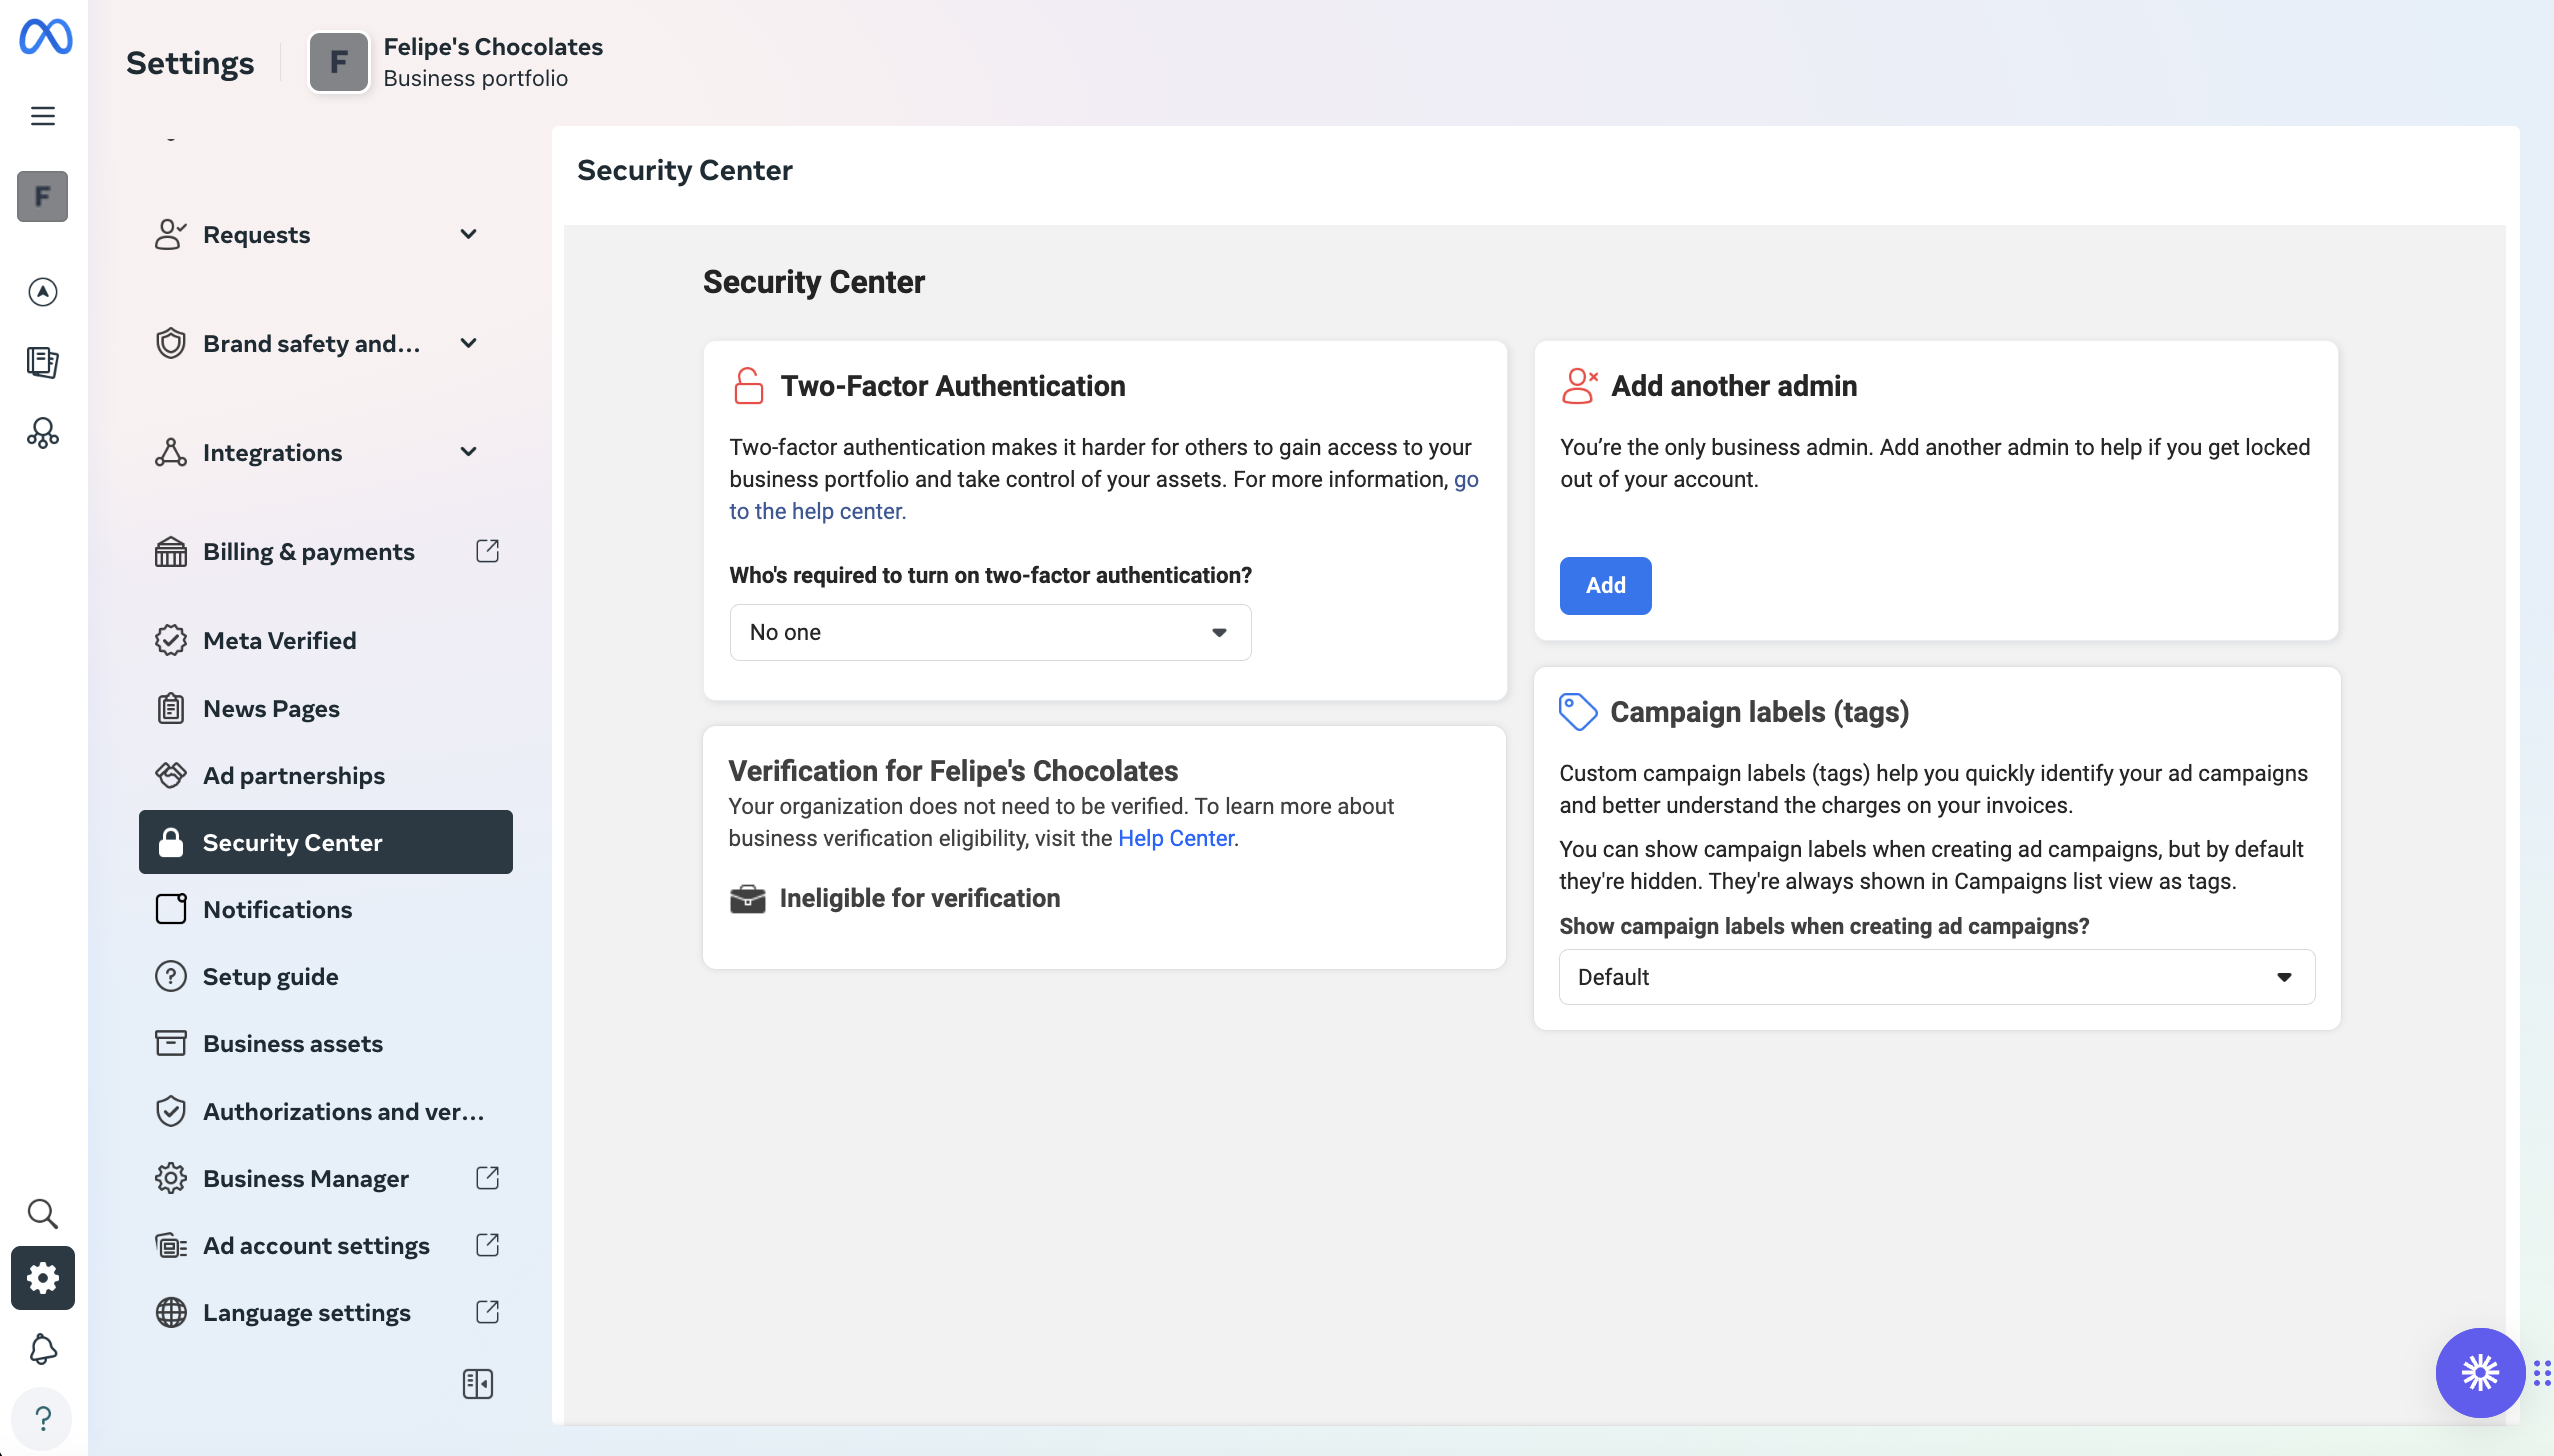 Settings
F
Felipe's Chocolates
Business portfolio
F
Requests
Brand safety and...
Integrations
Billing & payments
Meta Verified
News Pages
Ad partnerships
Security Center
Notifications
Setup guide
Business assets
Authorizations and ver...
Business Manager
Ad account settings
Language settings
?
Security Center
Security Center
Two-Factor Authentication
Two-factor authentication makes it harder for others to gain access to your
business portfolio and take control of your assets. For more information, go
to the help center.
Who's required to turn on two-factor authentication?
No one
Verification for Felipe's Chocolates
Your organization does not need to be verified. To learn more about
business verification eligibility, visit the Help Center.
Ineligible for verification
Add another admin
You’re the only business admin. Add another admin to help if you get locked
out of your account.
Add
Campaign labels (tags)
Custom campaign labels (tags) help you quickly identify your ad campaigns
and better understand the charges on your invoices.
You can show campaign labels when creating ad campaigns, but by default
they're hidden. They're always shown in Campaigns list view as tags.
Show campaign labels when creating ad campaigns?
Default